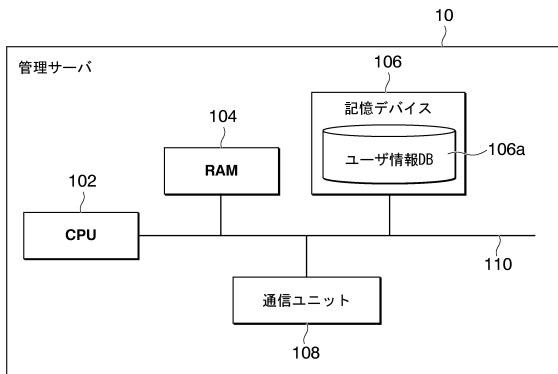 10
管理サーバ
106
記憶デバイス
104
ユーザ情報DB
106a
RAM
102
CPU
110
通信ユニット
108